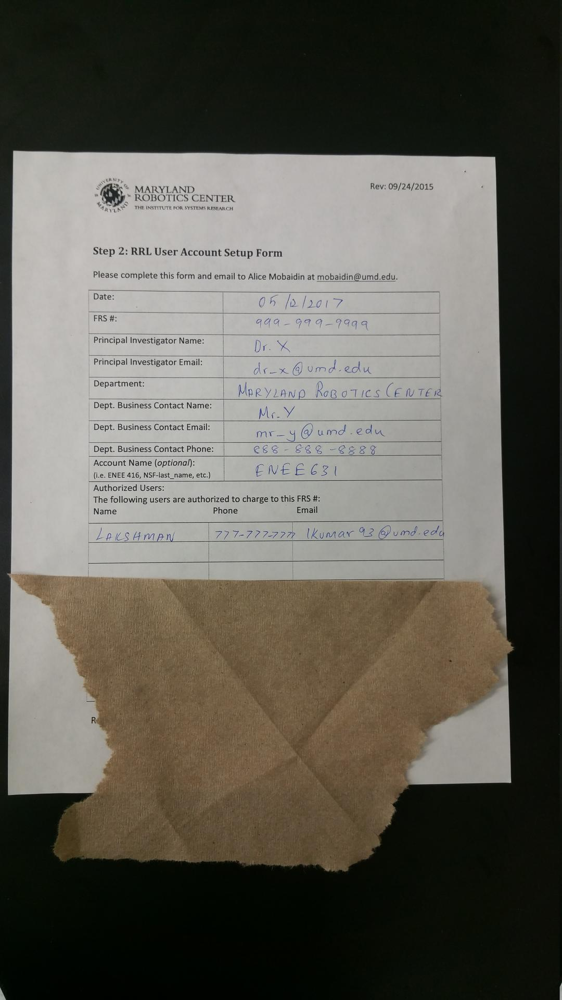 UNIVERSITY OF MARYLAND
MARYLAND
ROBOTICS CENTER
THE INSTITUTE FOR SYSTEMS RESEARCH
Rev: 09/24/2015
Step 2: RRL User Account Setup Form
Please complete this form and email to Alice Mobaidin at mobaidin@umd.edu.
Date: 05/12/2017
FRS #: 999-999-9999
Principal Investigator Name: Dr. X
Principal Investigator Email: dr_x@umd.edu
Department: MARYLAND ROBOTICS CENTER
Dept. Business Contact Name: Mr. Y
Dept. Business Contact Email: mr_y@umd.edu
Dept. Business Contact Phone: 888-888-8888
Account Name (optional): ENEE631
(i.e. ENEE 416, NSF-last_name, etc.)
Authorized Users:
The following users are authorized to charge to this FRS #:
Name Phone Email
LAKSHMAN 777-777-7777 lkumar93@umd.edu
R